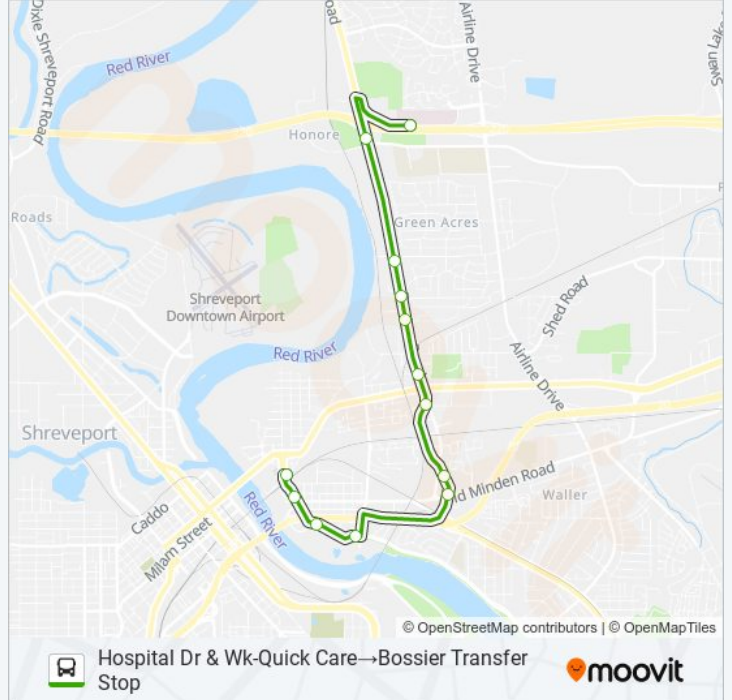 Dixie Shreveport Road
Red River
oad
Airline Drive
Swan Lake
Honore
Roads
Green Acres
Shreveport
Downtown Airport
Shed Road
Red River
Airline Drive
Shreveport
ld Minden Road
Waller
Caddo
Red River
Milam Street
© OpenStreetMap contributors | © OpenMapTiles
Hospital Dr & Wk-Quick Care→Bossier Transfer
Stop
moovit